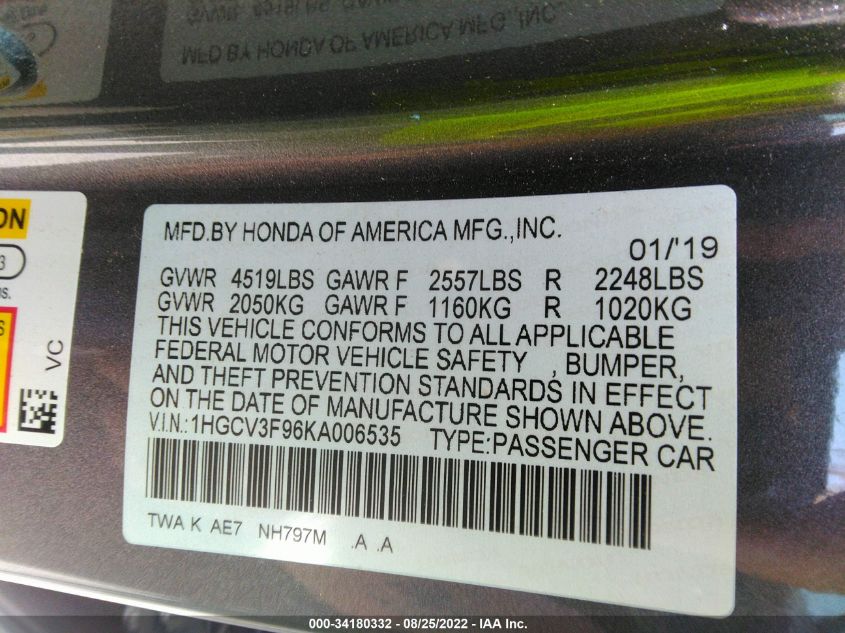 MFD.BY HONDA OF AMERICA MFG.,INC.
ON
3
ns.
S
VC
MFD.BY HONDA OF AMERICA MFG.,INC.
01/'19
GVWR 4519LBS GAWR F 2557LBS R 2248LBS
GVWR 2050KG GAWR F 1160KG R 1020KG
THIS VEHICLE CONFORMS TO ALL APPLICABLE
FEDERAL MOTOR VEHICLE SAFETY , BUMPER,
AND THEFT PREVENTION STANDARDS IN EFFECT
ON THE DATE OF MANUFACTURE SHOWN ABOVE.
V.I.N.:1HGCV3F96KA006535 TYPE:PASSENGER CAR
TWA K AE7 NH797M .A .A
000-34180332 - 08/25/2022 - IAA Inc.